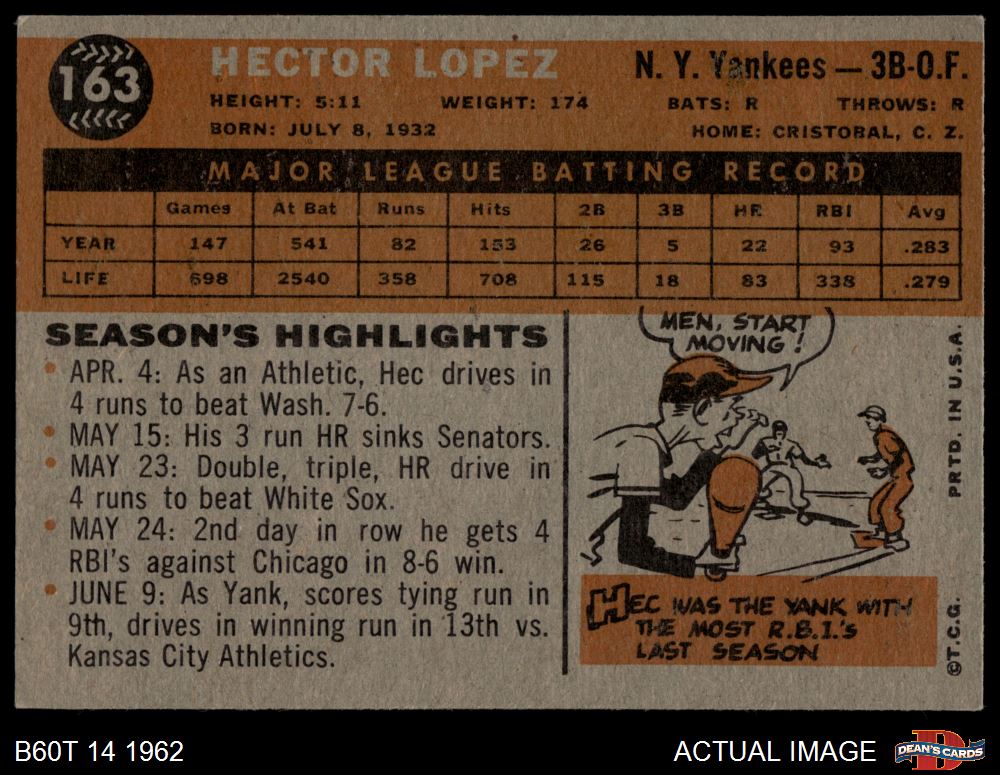 163
HECTOR LOPEZ
N. Y. Yankees — 3B-O.F.
HEIGHT: 5:11 WEIGHT: 174 BATS: R THROWS: R
BORN: JULY 8, 1932 HOME: CRISTOBAL, C. Z.
MAJOR LEAGUE BATTING RECORD
Games At Bat Runs Hits 2B 3B HR RBI Avg
YEAR 147 541 82 153 26 5 22 93 .283
LIFE 698 2540 358 708 115 18 83 338 .279
SEASON'S HIGHLIGHTS
• APR. 4: As an Athletic, Hec drives in
4 runs to beat Wash. 7-6.
• MAY 15: His 3 run HR sinks Senators.
• MAY 23: Double, triple, HR drive in
4 runs to beat White Sox.
• MAY 24: 2nd day in row he gets 4
RBI's against Chicago in 8-6 win.
• JUNE 9: As Yank, scores tying run in
9th, drives in winning run in 13th vs.
Kansas City Athletics.
MEN, START
MOVING!
HEC WAS THE YANK WITH
THE MOST R.B.I.'s
LAST SEASON
©T.C.G. PRTD. IN U.S.A.
B60T 14 1962
ACTUAL IMAGE
D
DEAN'S CARDS